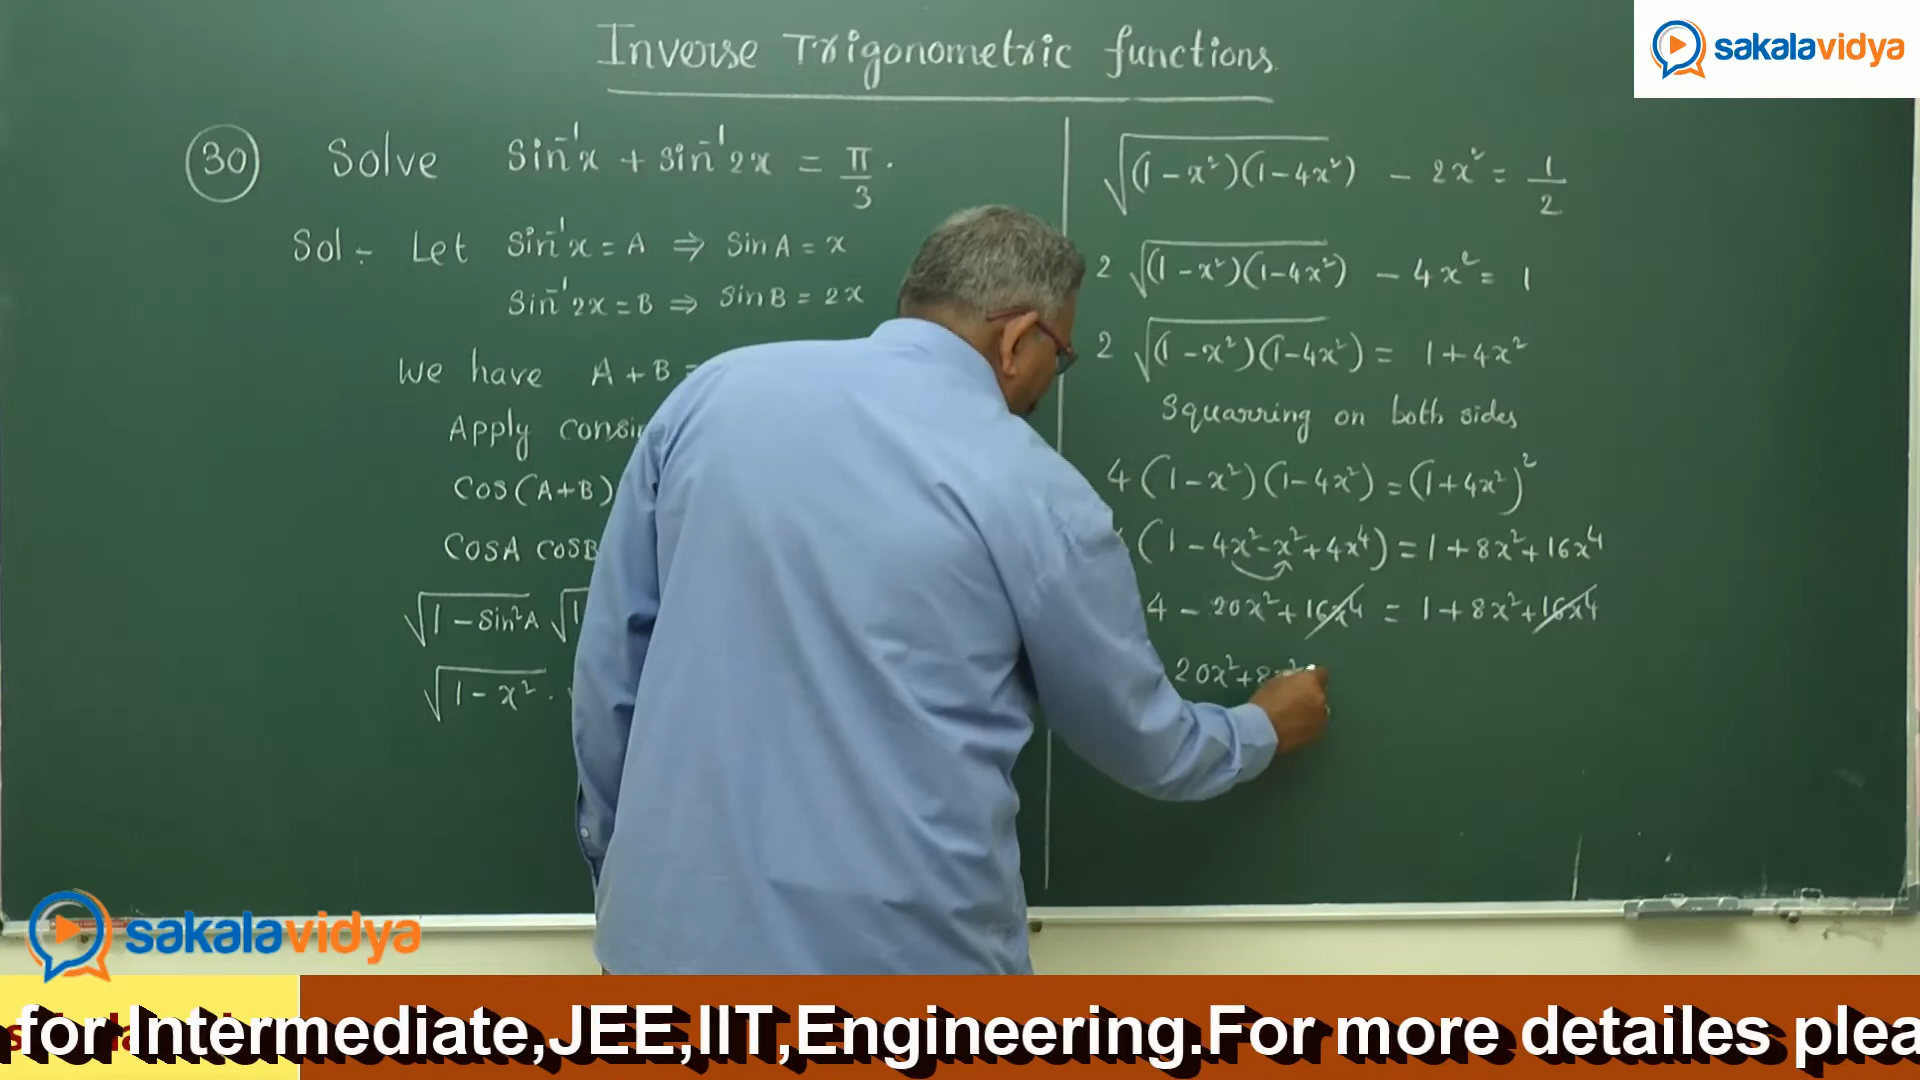 sakalavidya
Inverse Trigonometric functions
30 Solve Sin⁻¹x + Sin⁻¹2x = π/3.
Sol:- Let Sin⁻¹x = A ⇒ Sin A = x
Sin⁻¹2x = B ⇒ Sin B = 2x
We have A + B =
Apply
Cos(A+B)
CosA CosB
√1 - Sin²A √1
√1 - x² .
√(1-x²)(1-4x²) - 2x² = 1/2
2 √(1-x²)(1-4x²) - 4x² = 1
2 √(1-x²)(1-4x²) = 1+4x²
Squarring on both sides
4(1-x²)(1-4x²) = (1+4x²)²
(1-4x²-x²+4x⁴) = 1+8x²+16x⁴
4 - 20x² + 16x⁴ = 1+8x²+16x⁴
20x²+8x²
sakalavidya
for Intermediate,JEE,IIT,Engineering.For more detailes plea